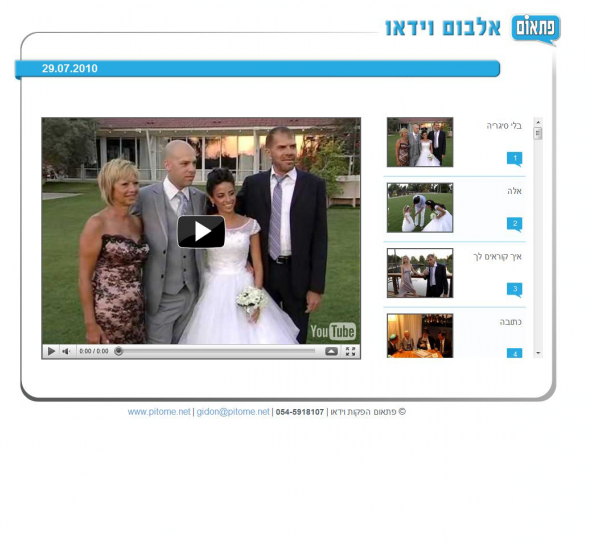 אלבום וידאו פתאום
29.07.2010
בלי סיגריה
1
אלה
2
איך קוראים לך
3
כתובה
4
YouTube
0:00 / 0:00
© פתאום הפקות וידאו | 054-5918107 | gidon@pitome.net | www.pitome.net